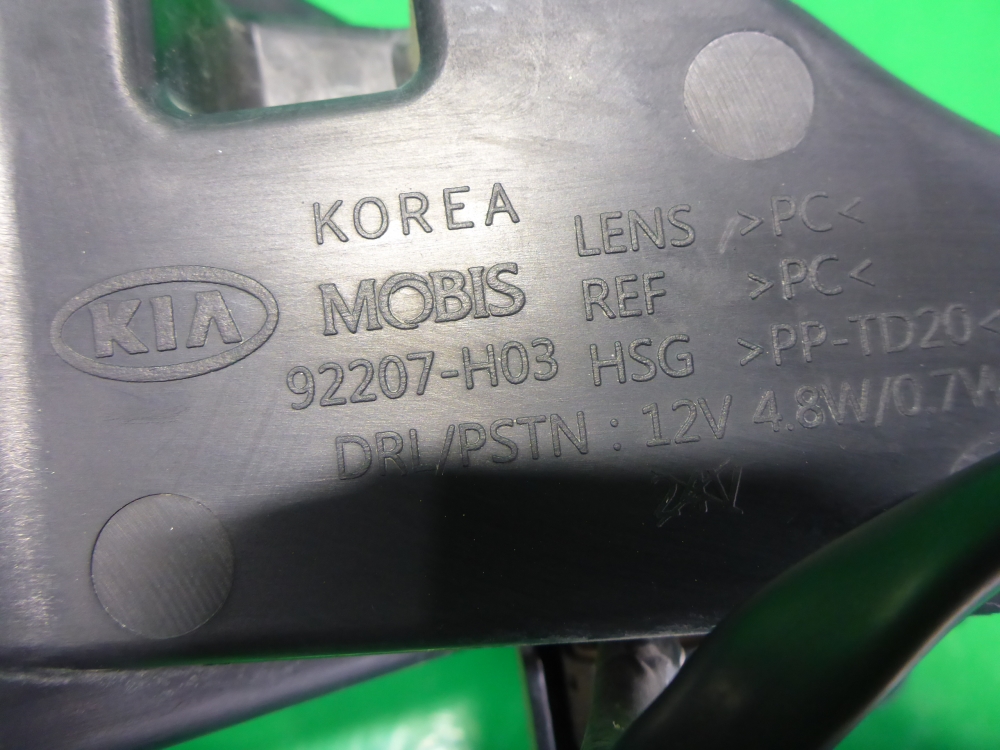 KOREA
KIA
MOBIS
92207-H03
DRL/PSTN : 12V 4.8W/0.7W
LENS >PC<
REF >PC<
HSG >PP-TD20<